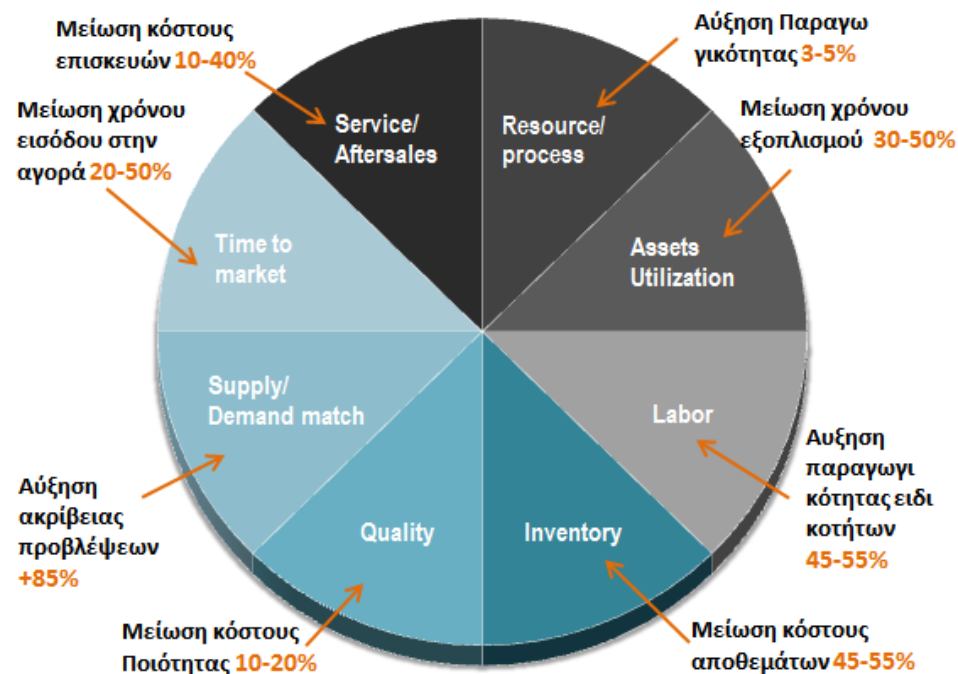 Μείωση κόστους
επισκευών 10-40%
Αύξηση Παραγω
γικότητας 3-5%
Μείωση χρόνου
εισόδου στην
αγορά 20-50%
Μείωση χρόνου
εξοπλισμού 30-50%
Service/
Aftersales
Resource/
process
Time to
market
Assets
Utilization
Supply/
Demand match
Labor
Quality
Inventory
Αύξηση
ακρίβειας
προβλέψεων
+85%
Αυξηση
παραγωγι
κότητας ειδι
κοτήτων
45-55%
Μείωση κόστους
Ποιότητας 10-20%
Μείωση κόστους
αποθεμάτων 45-55%